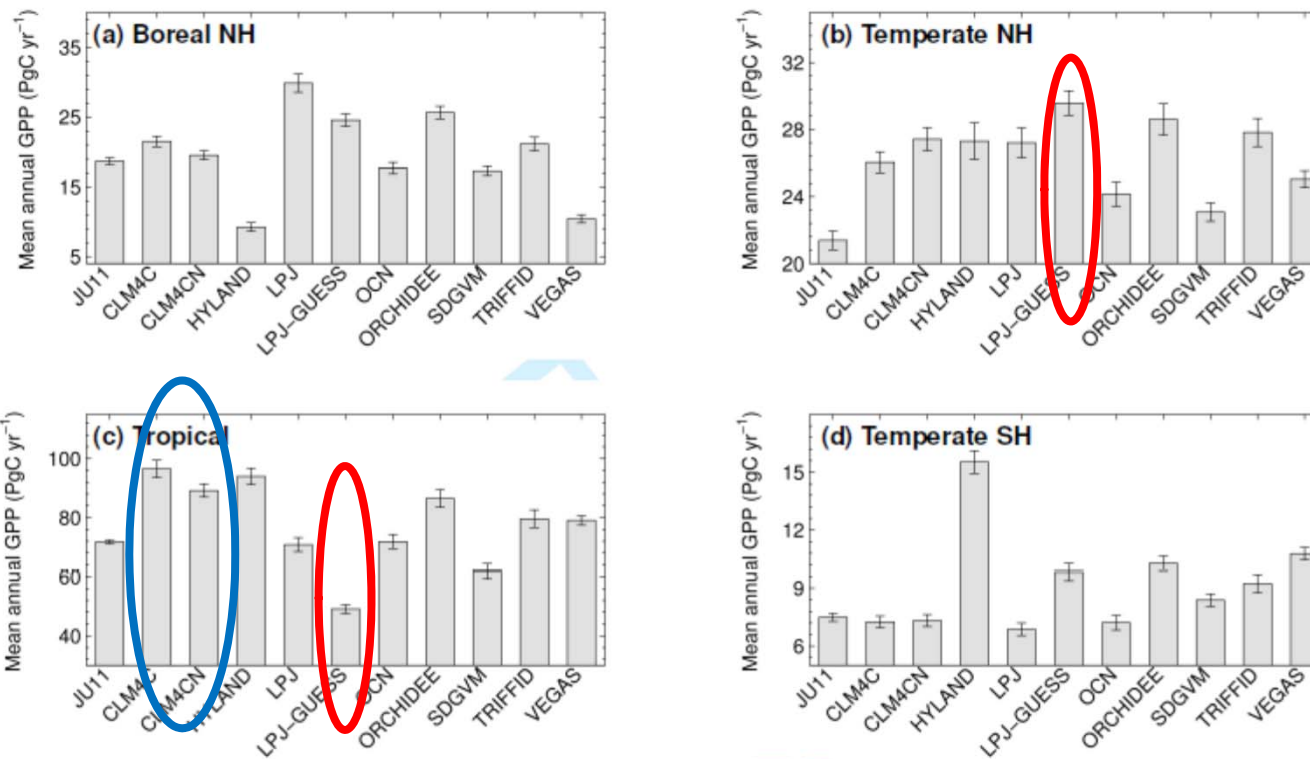 (a) Boreal NH
Mean annual GPP (PgC yr⁻¹)
35
25
15
5
JU11
CLM4C
CLM4CN
HYLAND
LPJ
LPJ-GUESS
OCN
ORCHIDEE
SDGVM
TRIFFID
VEGAS
(b) Temperate NH
Mean annual GPP (PgC yr⁻¹)
32
28
24
20
JU11
CLM4C
CLM4CN
HYLAND
LPJ
LPJ-GUESS
OCN
ORCHIDEE
SDGVM
TRIFFID
VEGAS
(c) Tropical
Mean annual GPP (PgC yr⁻¹)
100
80
60
40
JU11
CLM4C
CLM4CN
HYLAND
LPJ
LPJ-GUESS
OCN
ORCHIDEE
SDGVM
TRIFFID
VEGAS
(d) Temperate SH
Mean annual GPP (PgC yr⁻¹)
15
12
9
6
JU11
CLM4C
CLM4CN
HYLAND
LPJ
LPJ-GUESS
OCN
ORCHIDEE
SDGVM
TRIFFID
VEGAS